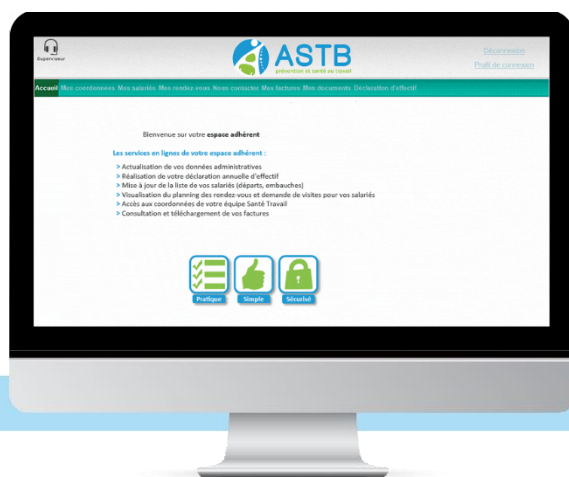 Superviseur
ASTB
prévention et santé au travail
Déconnexion
Profil de connexion
Accueil Mes coordonnées Mes salariés Mes rendez-vous Nous contacter Mes factures Mes documents Déclaration d'effectif
Bienvenue sur votre espace adhérent
Les services en lignes de votre espace adhérent :
> Actualisation de vos données administratives
> Réalisation de votre déclaration annuelle d'effectif
> Mise à jour de la liste de vos salariés (départs, embauches)
> Visualisation du planning des rendez-vous et demande de visites pour vos salariés
> Accès aux coordonnées de votre équipe Santé Travail
> Consultation et téléchargement de vos factures
Pratique Simple Sécurisé